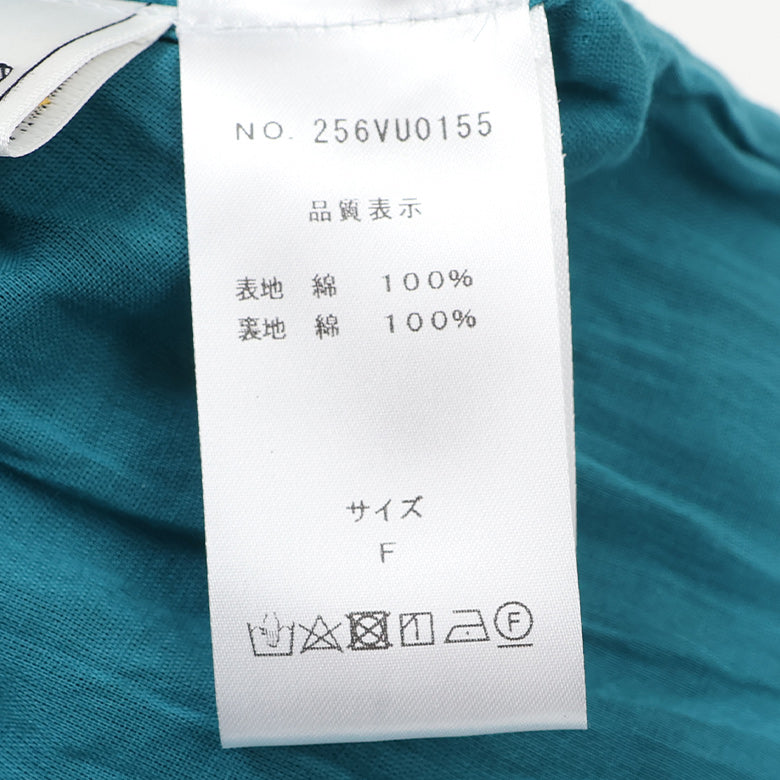 NO. 256VU0155
品質表示
表地 綿 100%
裏地 綿 100%
サイズ
F
F